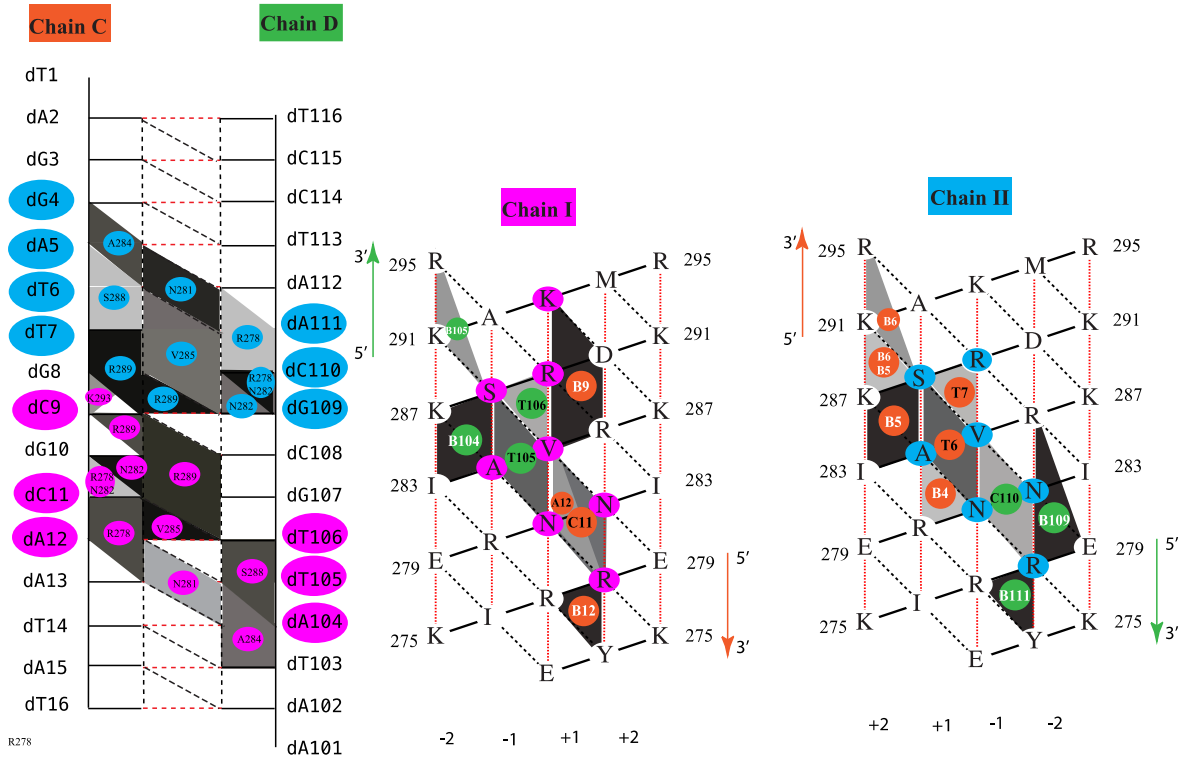 Chain C
Chain D
dT1
dA2
dT116
dG3
dC115
dG4
dC114
dA5
dT113
dT6
dA112
dT7
dA111
dG8
dC110
dC9
dG109
dG10
dC108
dC11
dG107
dA12
dT106
dA13
dT105
dT14
dA104
dA15
dT103
dT16
dA102
dA101
A284
N281
S288
R278
V285
R289
R278
N282
K293
R289
N282
R289
N282
R289
R278
N282
V285
R278
S288
N281
A284
R278
Chain I
3'
5'
295
R
R
295
M
K
A
K
B105
K
291
291
D
R
S
B9
T106
K
K
287
287
R
V
B104
T105
A
I
I
283
283
A12
N
N
C11
R
E
E
279
279
R
R
B12
I
K
K
275
275
Y
E
5'
3'
-2
-1
+1
+2
Chain II
3'
5'
295
R
R
295
M
K
A
B6
K
K
291
291
D
B6
B5
R
S
T7
K
K
287
287
R
V
B5
T6
A
I
I
283
283
B4
C110
N
N
B109
R
E
E
279
279
R
R
B111
I
K
K
275
275
Y
E
5'
3'
+2
+1
-1
-2